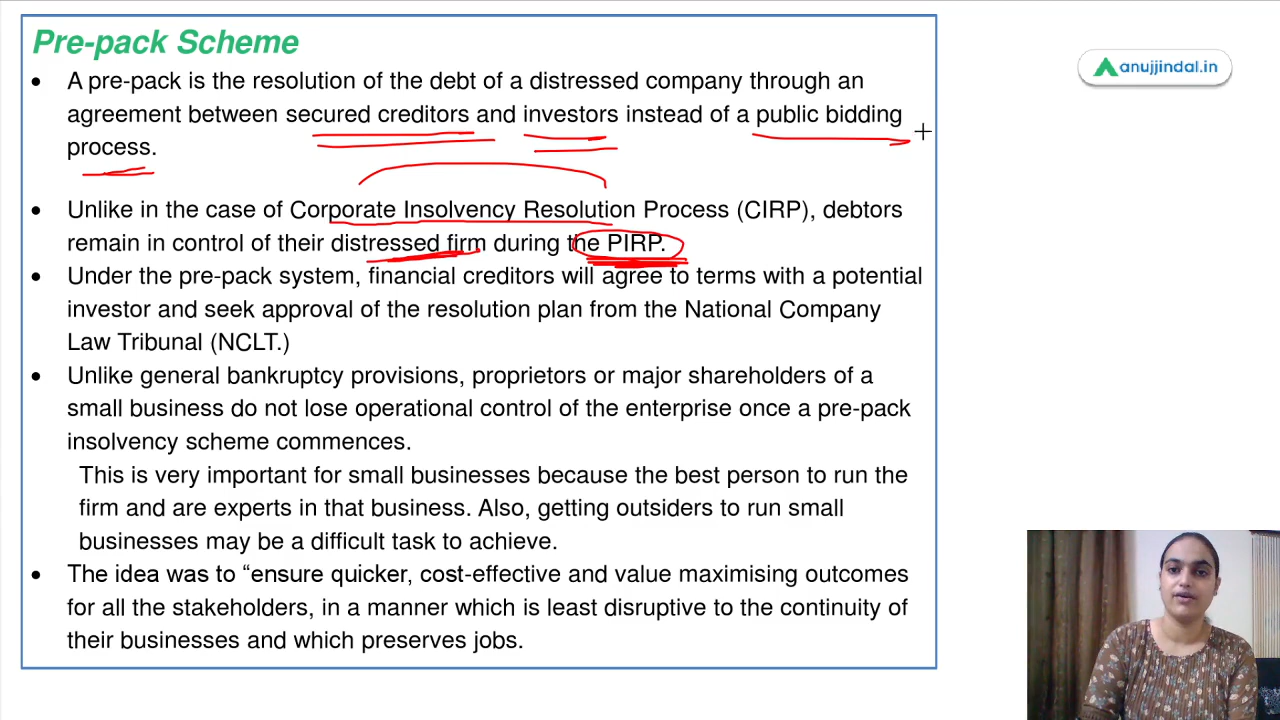 Pre-pack Scheme
anujjindal.in
• A pre-pack is the resolution of the debt of a distressed company through an
agreement between secured creditors and investors instead of a public bidding
process.
• Unlike in the case of Corporate Insolvency Resolution Process (CIRP), debtors
remain in control of their distressed firm during the PIRP.
• Under the pre-pack system, financial creditors will agree to terms with a potential
investor and seek approval of the resolution plan from the National Company
Law Tribunal (NCLT.)
• Unlike general bankruptcy provisions, proprietors or major shareholders of a
small business do not lose operational control of the enterprise once a pre-pack
insolvency scheme commences.
This is very important for small businesses because the best person to run the
firm and are experts in that business. Also, getting outsiders to run small
businesses may be a difficult task to achieve.
• The idea was to “ensure quicker, cost-effective and value maximising outcomes
for all the stakeholders, in a manner which is least disruptive to the continuity of
their businesses and which preserves jobs.